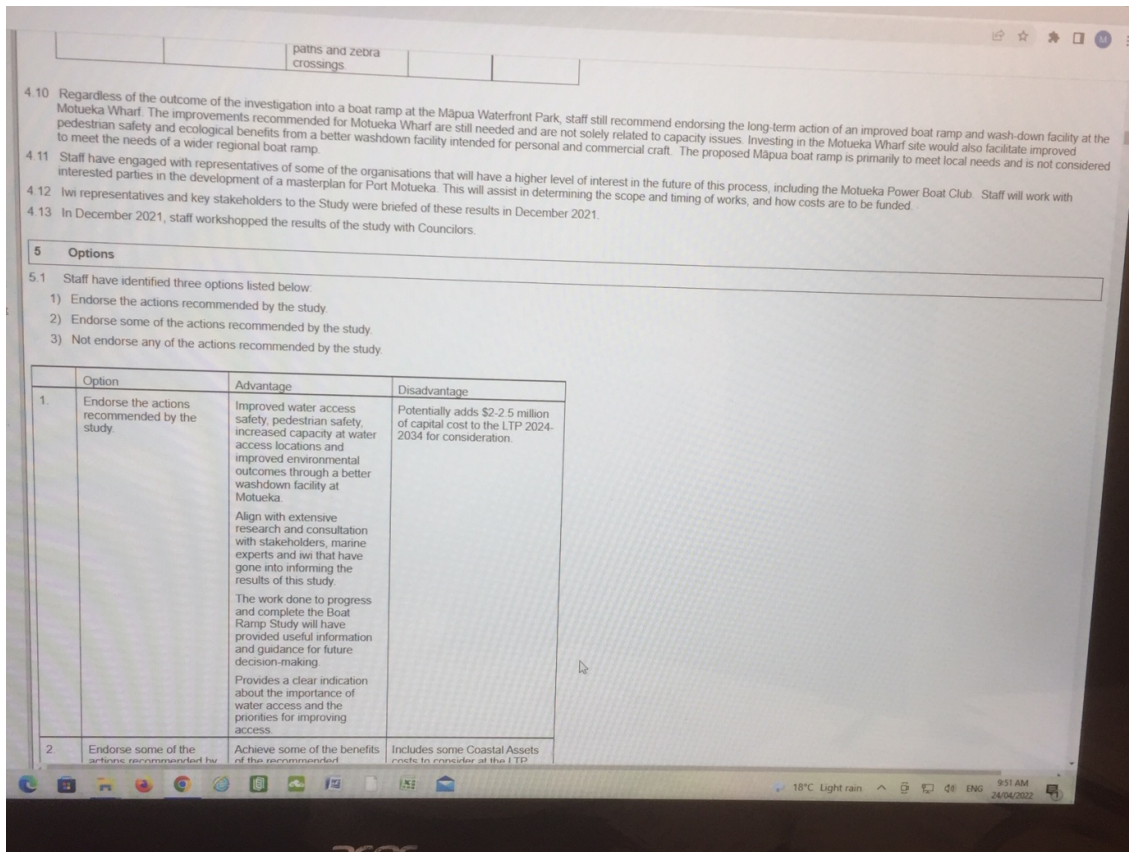 paths and zebra
crossings.
4.10 Regardless of the outcome of the investigation into a boat ramp at the Māpua Waterfront Park, staff still recommend endorsing the long-term action of an improved boat ramp and wash-down facility at the
Motueka Wharf. The improvements recommended for Motueka Wharf are still needed and are not solely related to capacity issues. Investing in the Motueka Wharf site would also facilitate improved
pedestrian safety and ecological benefits from a better washdown facility intended for personal and commercial craft. The proposed Māpua boat ramp is primarily to meet local needs and is not considered
to meet the needs of a wider regional boat ramp.
4.11 Staff have engaged with representatives of some of the organisations that will have a higher level of interest in the future of this process, including the Motueka Power Boat Club. Staff will work with
interested parties in the development of a masterplan for Port Motueka. This will assist in determining the scope and timing of works, and how costs are to be funded.
4.12 Iwi representatives and key stakeholders to the Study were briefed of these results in December 2021.
4.13 In December 2021, staff workshopped the results of the study with Councilors.
5 Options
5.1 Staff have identified three options listed below:
1) Endorse the actions recommended by the study.
2) Endorse some of the actions recommended by the study.
3) Not endorse any of the actions recommended by the study.
Option Advantage Disadvantage
1. Endorse the actions
recommended by the
study.
Improved water access
safety, pedestrian safety,
increased capacity at water
access locations and
improved environmental
outcomes through a better
washdown facility at
Motueka.
Align with extensive
research and consultation
with stakeholders, marine
experts and iwi that have
gone into informing the
results of this study.
The work done to progress
and complete the Boat
Ramp Study will have
provided useful information
and guidance for future
decision-making.
Provides a clear indication
about the importance of
water access and the
priorities for improving
access.
Potentially adds $2-2.5 million
of capital cost to the LTP 2024-
2034 for consideration.
2. Endorse some of the
actions recommended by
Achieve some of the benefits
of the recommended
Includes some Coastal Assets
costs to consider at the LTP
M
18°C Light rain
ENG
9:51 AM
24/04/2022
acer